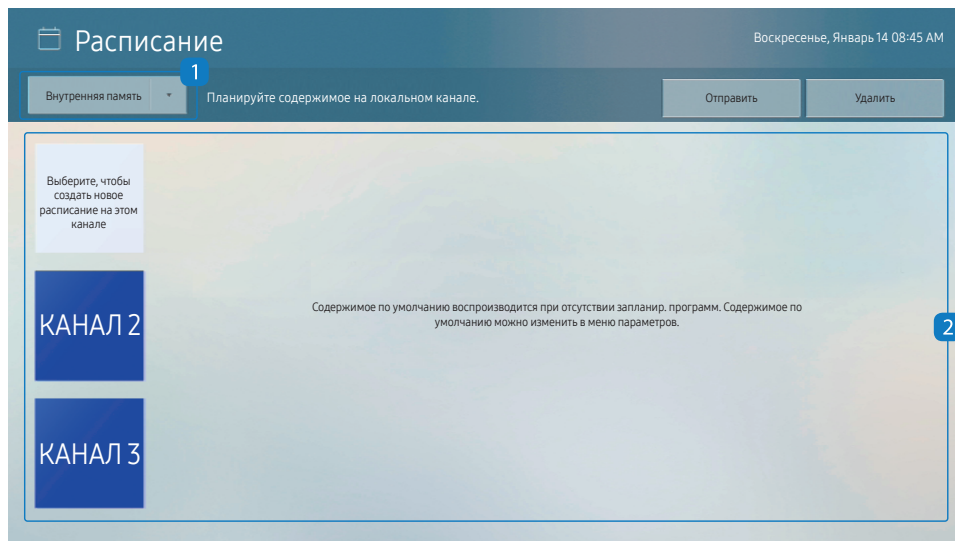 Расписание
Воскресенье, Январь 14 08:45 AM
1
Внутренняя память
Планируйте содержимое на локальном канале.
Отправить
Удалить
Выберите, чтобы
создать новое
расписание на этом
канале
КАНАЛ 2
Содержимое по умолчанию воспроизводится при отсутствии запланир. программ. Содержимое по
умолчанию можно изменить в меню параметров.
2
КАНАЛ 3